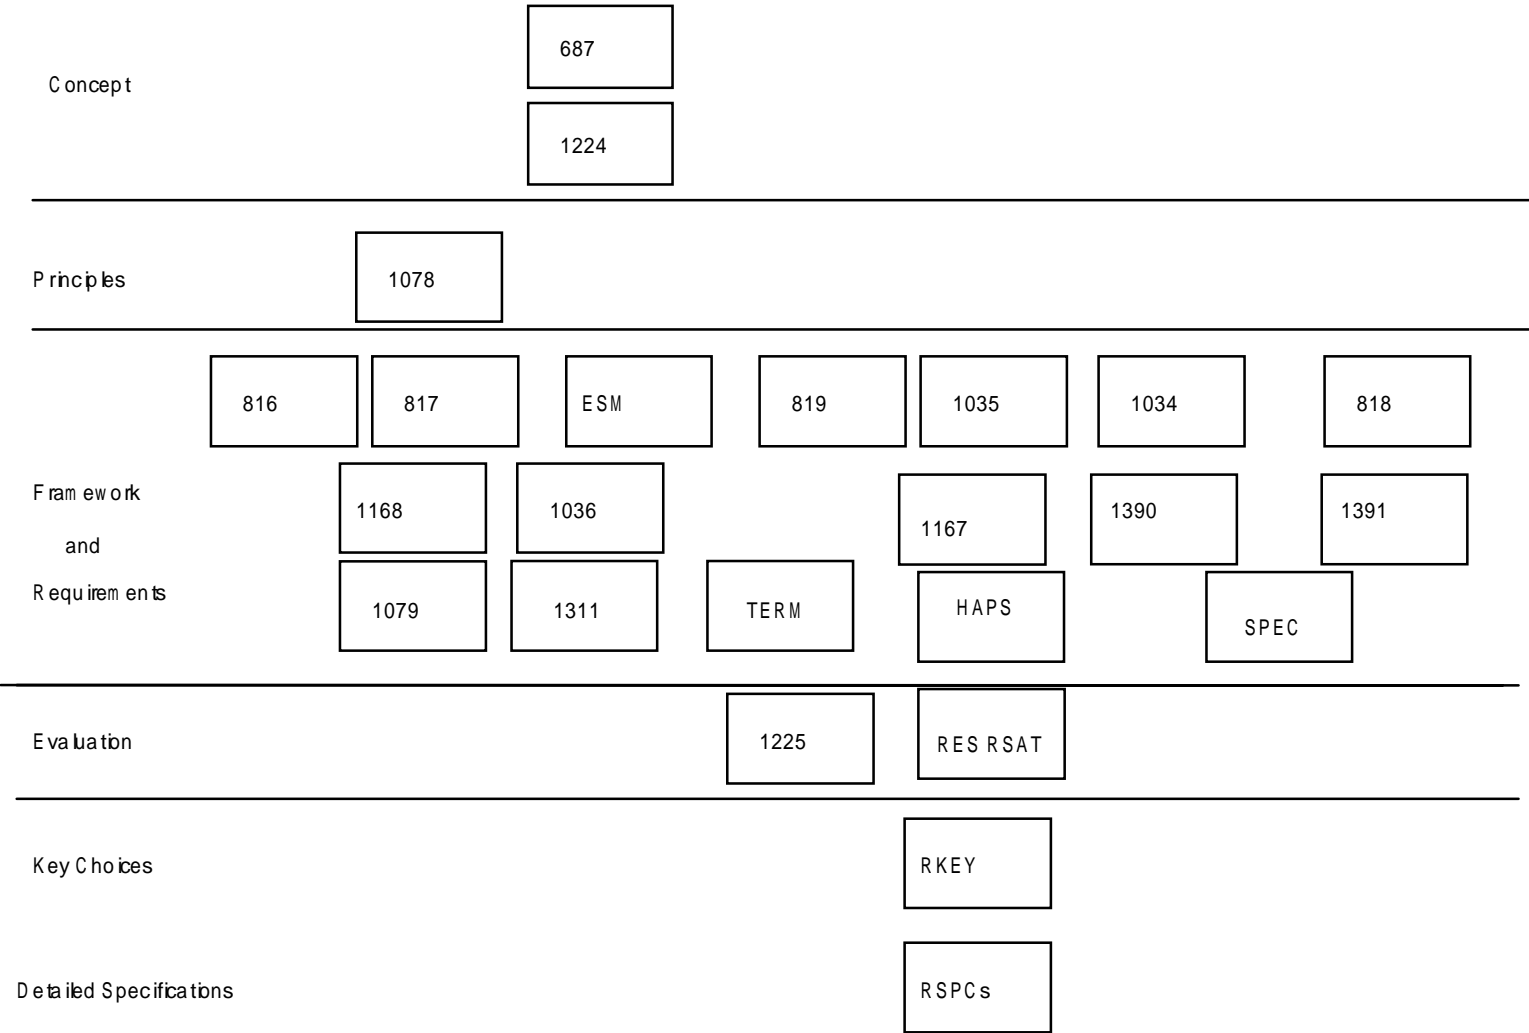 687
Concept
1224
Principles
1078
816 817 ESM 819 1035 1034 818
Framework
1168 1036 1167 1390 1391
and
Requirements
1079 1311 TERM HAPS SPEC
Evaluation
1225 RES RSAT
Key Choices
RKEY
Detailed Specifications
RSPCs